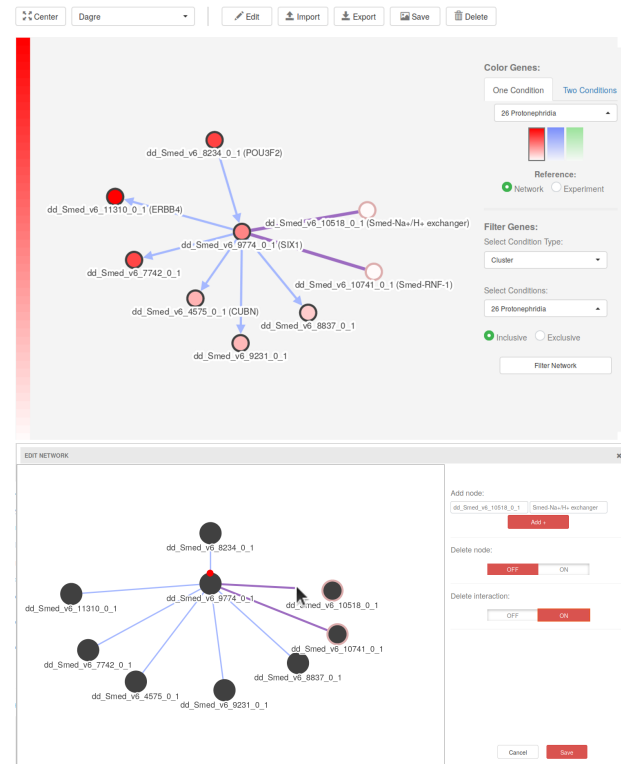 Center Dagre Edit Import Export Save Delete
Color Genes:
One Condition Two Conditions
26 Protonephridia
Reference:
Network Experiment
Filter Genes:
Select Condition Type:
Cluster
Select Conditions:
26 Protonephridia
Inclusive Exclusive
Filter Network
dd_Smed_v6_8234_0_1 (POU3F2)
dd_Smed_v6_11310_0_1 (ERBB4)
dd_Smed_v6_10518_0_1 (Smed-Na+/H+ exchanger)
dd_Smed_v6_9774_0_1 (SIX1)
dd_Smed_v6_7742_0_1
dd_Smed_v6_10741_0_1 (Smed-RNF-1)
dd_Smed_v6_4575_0_1 (CUBN)
dd_Smed_v6_8837_0_1
dd_Smed_v6_9231_0_1
EDIT NETWORK
dd_Smed_v6_8234_0_1
dd_Smed_v6_9774_0_1
dd_Smed_v6_10518_0_1
dd_Smed_v6_11310_0_1
dd_Smed_v6_10741_0_1
dd_Smed_v6_7742_0_1
dd_Smed_v6_8837_0_1
dd_Smed_v6_4575_0_1
dd_Smed_v6_9231_0_1
Add node:
dd_Smed_v6_10518_0_1 Smed-Na+/H+ exchanger
Add +
Delete node:
OFF ON
Delete interaction:
OFF ON
Cancel Save